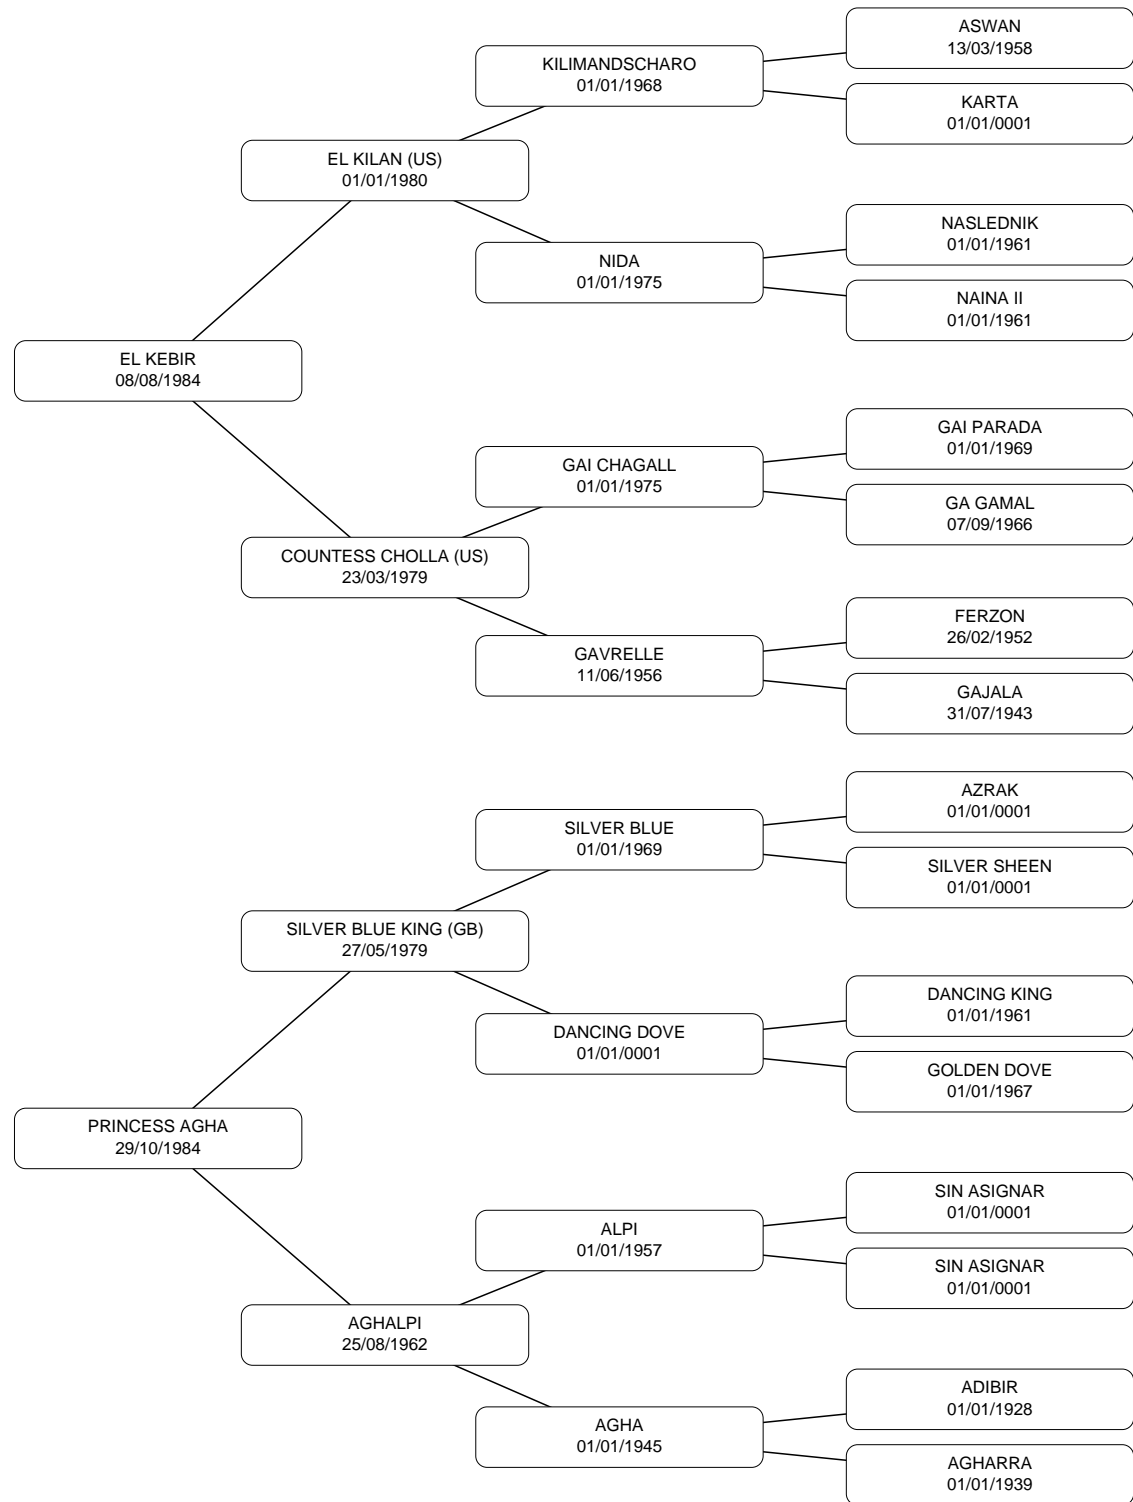 ASWAN
13/03/1958
KILIMANDSCHARO
01/01/1968
KARTA
01/01/0001
EL KILAN (US)
01/01/1980
NASLEDNIK
01/01/1961
NIDA
01/01/1975
NAINA II
01/01/1961
EL KEBIR
08/08/1984
GAI PARADA
01/01/1969
GAI CHAGALL
01/01/1975
GA GAMAL
07/09/1966
COUNTESS CHOLLA (US)
23/03/1979
FERZON
26/02/1952
GAVRELLE
11/06/1956
GAJALA
31/07/1943
AZRAK
01/01/0001
SILVER BLUE
01/01/1969
SILVER SHEEN
01/01/0001
SILVER BLUE KING (GB)
27/05/1979
DANCING KING
01/01/1961
DANCING DOVE
01/01/0001
GOLDEN DOVE
01/01/1967
PRINCESS AGHA
29/10/1984
SIN ASIGNAR
01/01/0001
ALPI
01/01/1957
SIN ASIGNAR
01/01/0001
AGHALPI
25/08/1962
ADIBIR
01/01/1928
AGHA
01/01/1945
AGHARRA
01/01/1939